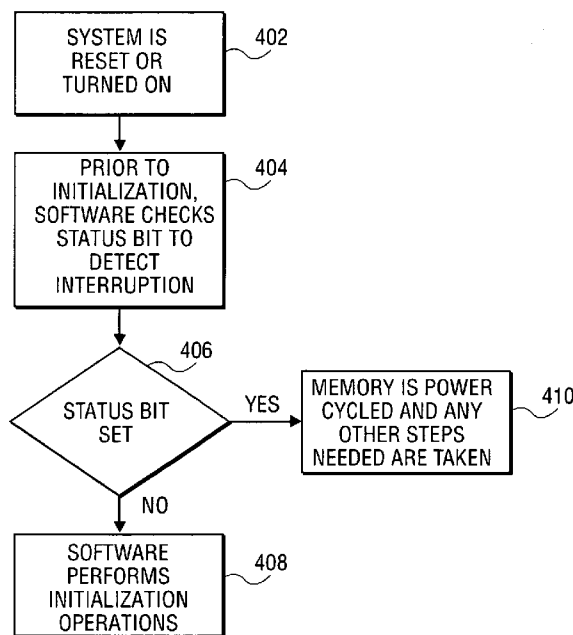 SYSTEM IS
RESET OR
TURNED ON
402
PRIOR TO
INITIALIZATION,
SOFTWARE CHECKS
STATUS BIT TO
DETECT
INTERRUPTION
404
406
STATUS BIT
SET
YES
MEMORY IS POWER
CYCLED AND ANY
OTHER STEPS
NEEDED ARE TAKEN
410
NO
SOFTWARE
PERFORMS
INITIALIZATION
OPERATIONS
408